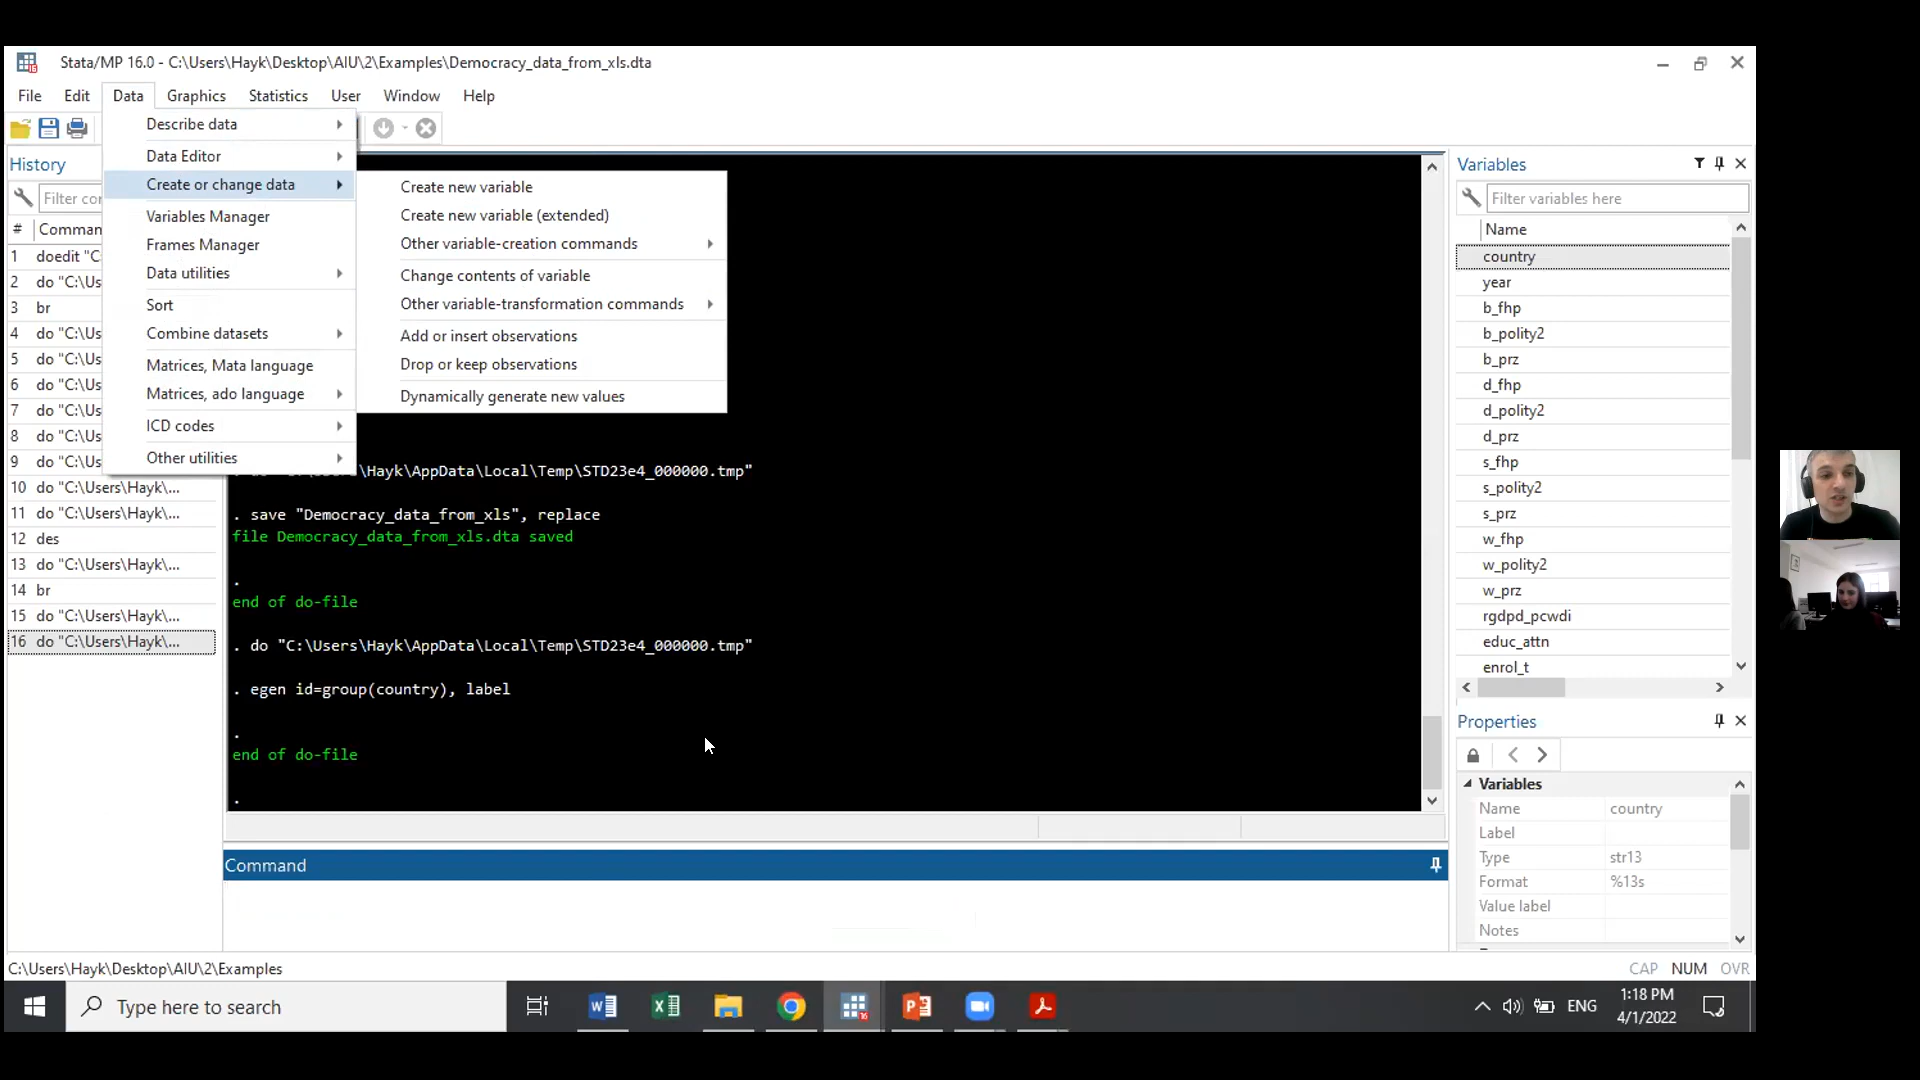 Stata/MP 16.0 - C:\Users\Hayk\Desktop\AIU\2\Examples\Democracy_data_from_xls.dta
File Edit Data Graphics Statistics User Window Help
Describe data
Data Editor
Create or change data
Variables Manager
Frames Manager
Data utilities
Sort
Combine datasets
Matrices, Mata language
Matrices, ado language
ICD codes
Other utilities
Create new variable
Create new variable (extended)
Other variable-creation commands
Change contents of variable
Other variable-transformation commands
Add or insert observations
Drop or keep observations
Dynamically generate new values
History
Filter co
# Comman
1 doedit "C:
2 do "C:\Us
3 br
4 do "C:\Us
5 do "C:\Us
6 do "C:\Us
7 do "C:\Us
8 do "C:\Us
9 do "C:\Us
10 do "C:\Users\Hayk\...
11 do "C:\Users\Hayk\...
12 des
13 do "C:\Users\Hayk\...
14 br
15 do "C:\Users\Hayk\...
16 do "C:\Users\Hayk\...
\Hayk\AppData\Local\Temp\STD23e4_000000.tmp"
. save "Democracy_data_from_xls", replace
file Democracy_data_from_xls.dta saved
.
end of do-file
. do "C:\Users\Hayk\AppData\Local\Temp\STD23e4_000000.tmp"
. egen id=group(country), label
.
end of do-file
.
Command
Variables
Filter variables here
Name
country
year
b_fhp
b_polity2
b_prz
d_fhp
d_polity2
d_prz
s_fhp
s_polity2
s_prz
w_fhp
w_polity2
w_prz
rgdpd_pcwdi
educ_attn
enrol_t
Properties
Variables
Name country
Label
Type str13
Format %13s
Value label
Notes
C:\Users\Hayk\Desktop\AIU\2\Examples
CAP NUM OVR
Type here to search
ENG
1:18 PM
4/1/2022